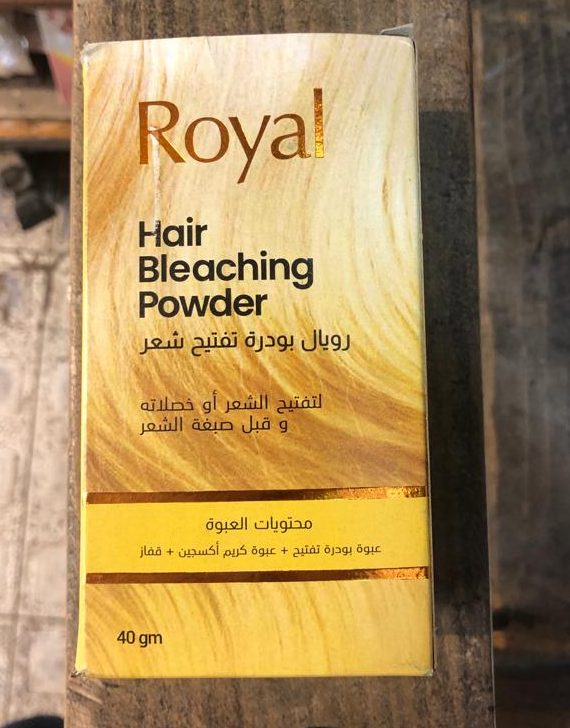 Royal
Hair
Bleaching
Powder
رويال بودرة تفتيح شعر
لتفتيح الشعر أو خصلاته
و قبل صبغة الشعر
محتويات العبوة
عبوة بودرة تفتيح + عبوة كريم أكسجين + قفاز
40 gm